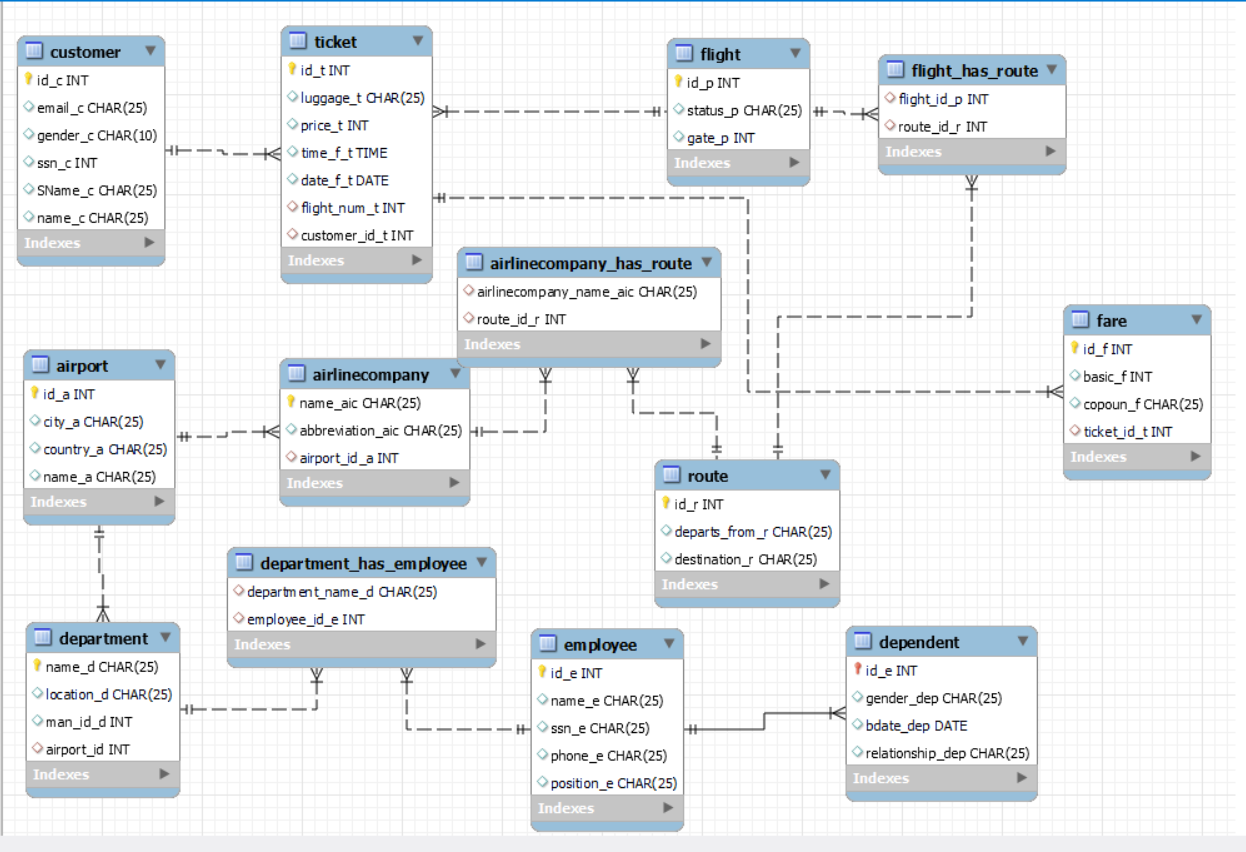 customer
id_c INT
email_c CHAR(25)
gender_c CHAR(10)
ssn_c INT
SName_c CHAR(25)
name_c CHAR(25)
Indexes
ticket
id_t INT
luggage_t CHAR(25)
price_t INT
time_f_t TIME
date_f_t DATE
flight_num_t INT
customer_id_t INT
Indexes
flight
id_p INT
status_p CHAR(25)
gate_p INT
Indexes
flight_has_route
flight_id_p INT
route_id_r INT
Indexes
airlinecompany_has_route
airlinecompany_name_aic CHAR(25)
route_id_r INT
Indexes
fare
id_f INT
basic_f INT
copoun_f CHAR(25)
ticket_id_t INT
Indexes
airport
id_a INT
city_a CHAR(25)
country_a CHAR(25)
name_a CHAR(25)
Indexes
airlinecompany
name_aic CHAR(25)
abbreviation_aic CHAR(25)
airport_id_a INT
Indexes
route
id_r INT
departs_from_r CHAR(25)
destination_r CHAR(25)
Indexes
department_has_employee
department_name_d CHAR(25)
employee_id_e INT
Indexes
department
name_d CHAR(25)
location_d CHAR(25)
man_id_d INT
airport_id INT
Indexes
employee
id_e INT
name_e CHAR(25)
ssn_e CHAR(25)
phone_e CHAR(25)
position_e CHAR(25)
Indexes
dependent
id_e INT
gender_dep CHAR(25)
bdate_dep DATE
relationship_dep CHAR(25)
Indexes